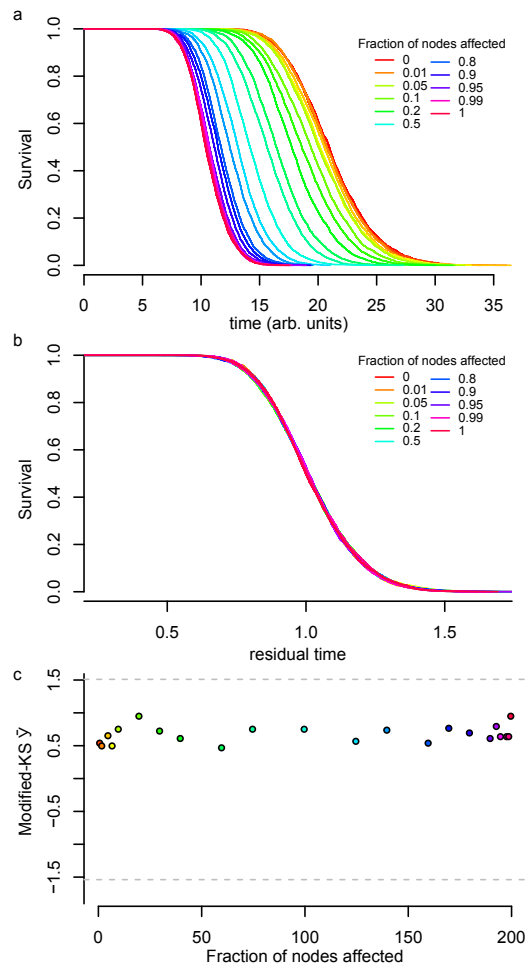 a
Fraction of nodes affected
0
0.01
0.05
0.1
0.2
0.5
0.8
0.9
0.95
0.99
1
Survival
1.0
0.8
0.6
0.4
0.2
0.0
0 5 10 15 20 25 30 35
time (arb. units)
b
Fraction of nodes affected
0
0.01
0.05
0.1
0.2
0.5
0.8
0.9
0.95
0.99
1
Survival
1.0
0.8
0.6
0.4
0.2
0.0
0.5 1.0 1.5
residual time
c
Modified-KS ỹ
1.5
0.5
−0.5
−1.5
0 50 100 150 200
Fraction of nodes affected